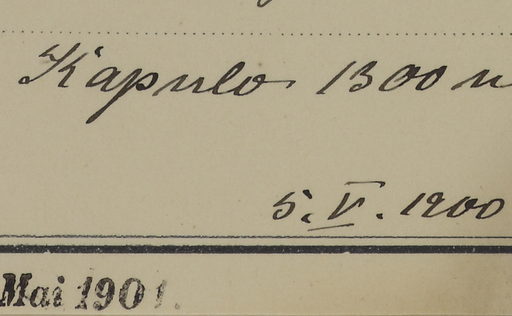 Kapulo 1300 m
5. V. 1900
Mai 1901.